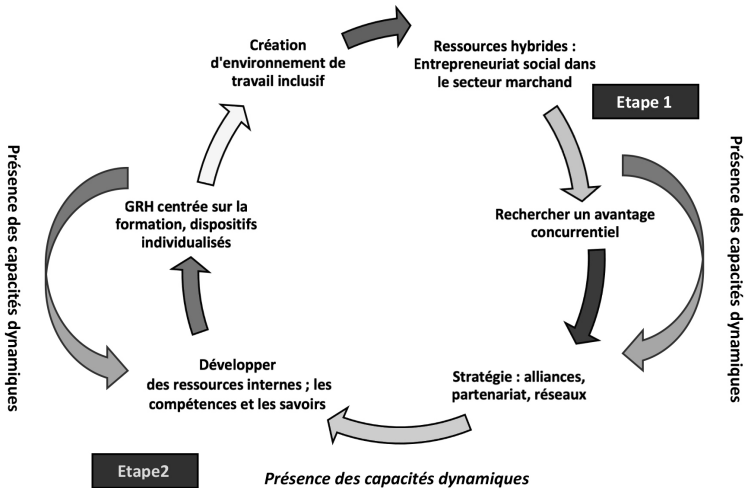 Création
d'environnement de
travail inclusif
Ressources hybrides :
Entrepreneuriat social dans
le secteur marchand
Etape 1
Présence des capacités dynamiques
Rechercher un avantage
concurrentiel
Stratégie : alliances,
partenariat, réseaux
Développer
des ressources internes ; les
compétences et les savoirs
GRH centrée sur la
formation, dispositifs
individualisés
Présence des capacités dynamiques
Etape2
Présence des capacités dynamiques